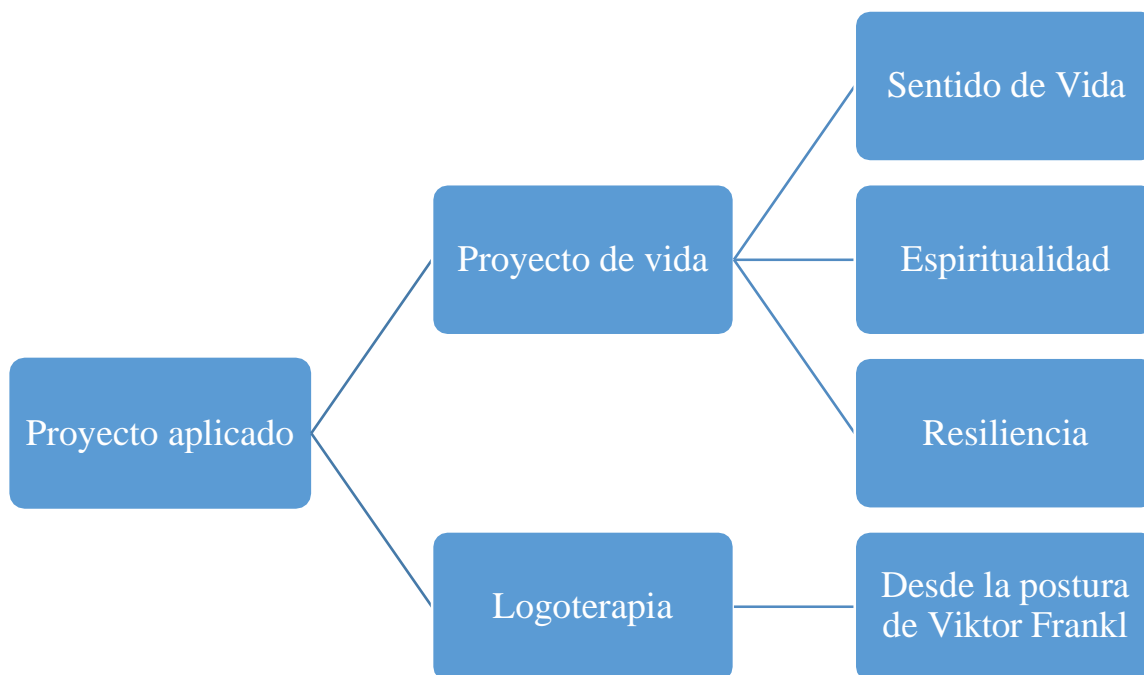 Sentido de Vida
Proyecto de vida
Espiritualidad
Proyecto aplicado
Resiliencia
Logoterapia
Desde la postura
de Viktor Frankl